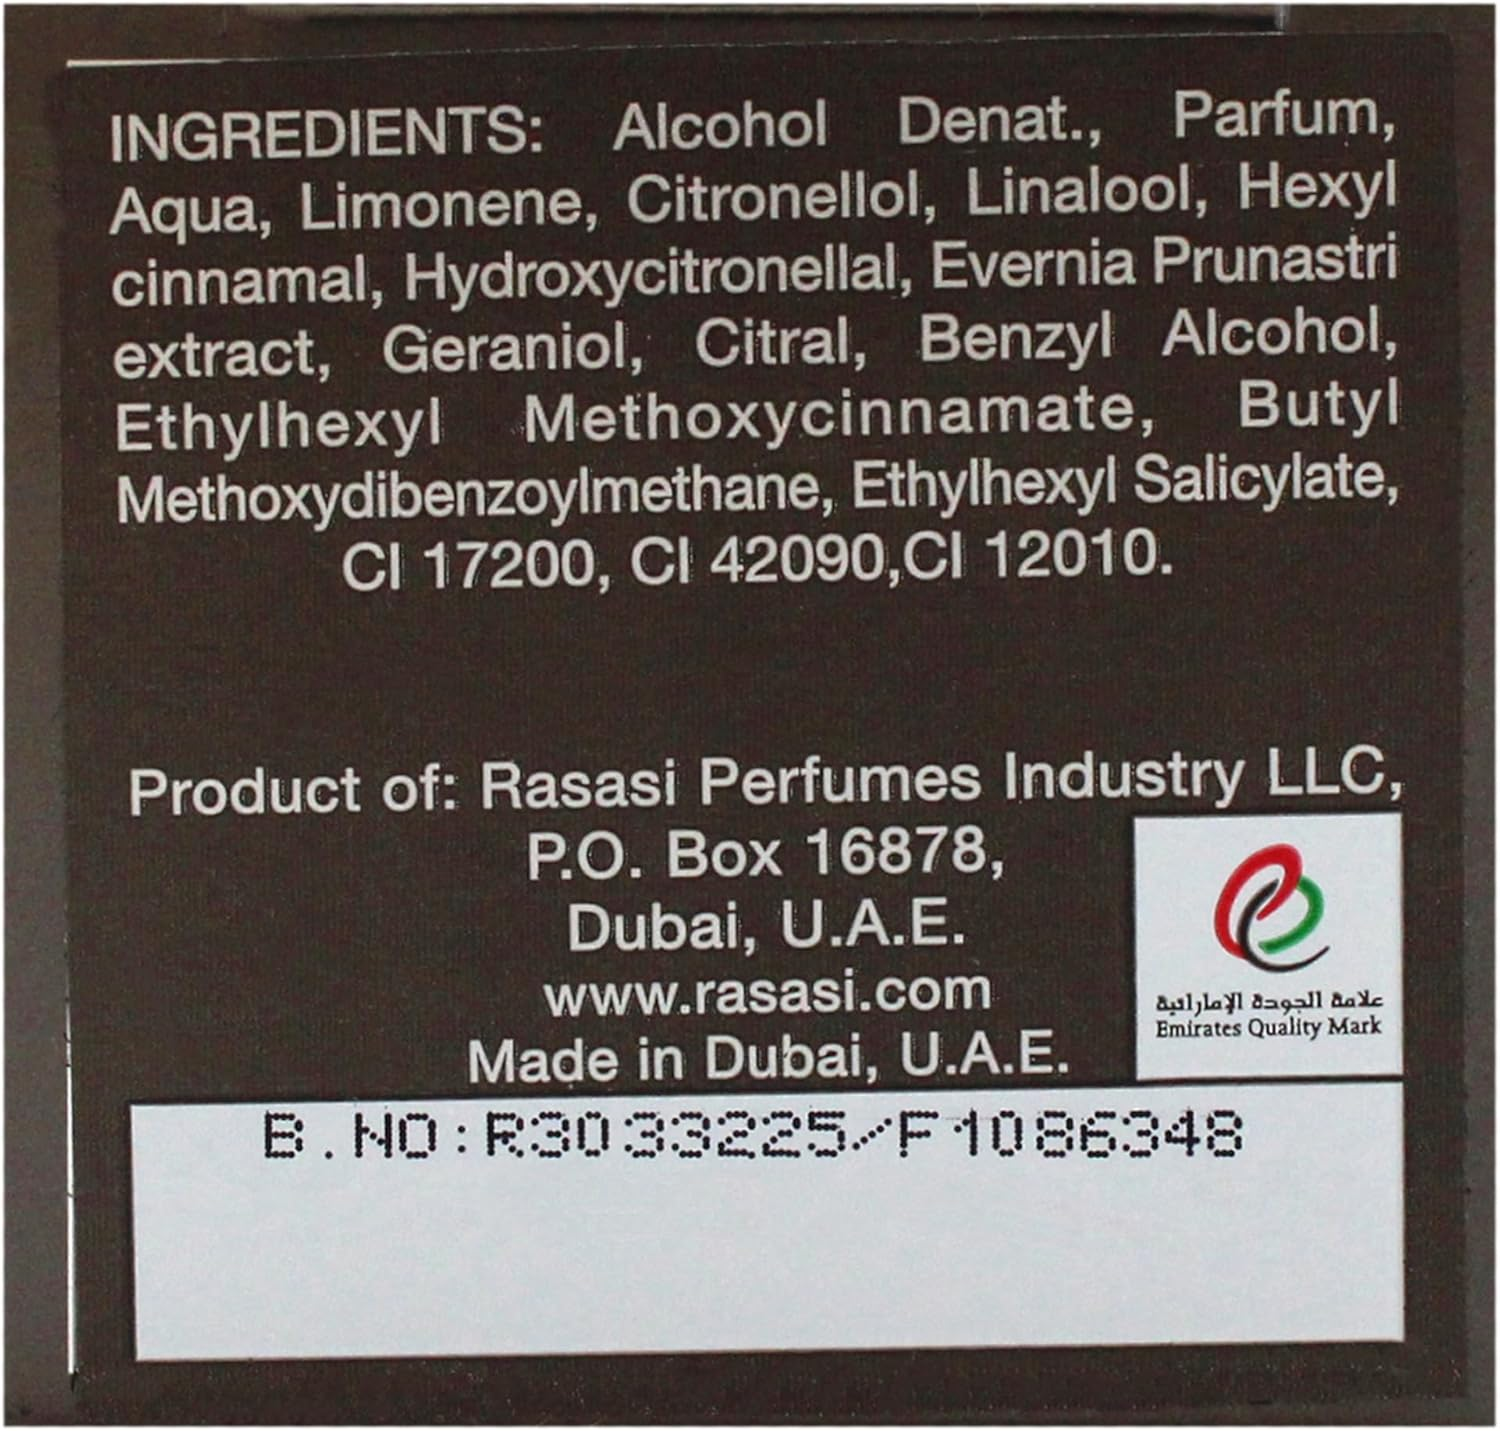 INGREDIENTS: Alcohol Denat., Parfum,
Aqua, Limonene, Citronellol, Linalool, Hexyl
cinnamal, Hydroxycitronellal, Evernia Prunastri
extract, Geraniol, Citral, Benzyl Alcohol,
Ethylhexyl Methoxycinnamate, Butyl
Methoxydibenzoylmethane, Ethylhexyl Salicylate,
CI 17200, CI 42090,CI 12010.
Product of: Rasasi Perfumes Industry LLC,
P.O. Box 16878,
Dubai, U.A.E.
www.rasasi.com
Made in Dubai, U.A.E.
علامة الجودة الإماراتية
Emirates Quality Mark
B.NO:R3033225/F1086348